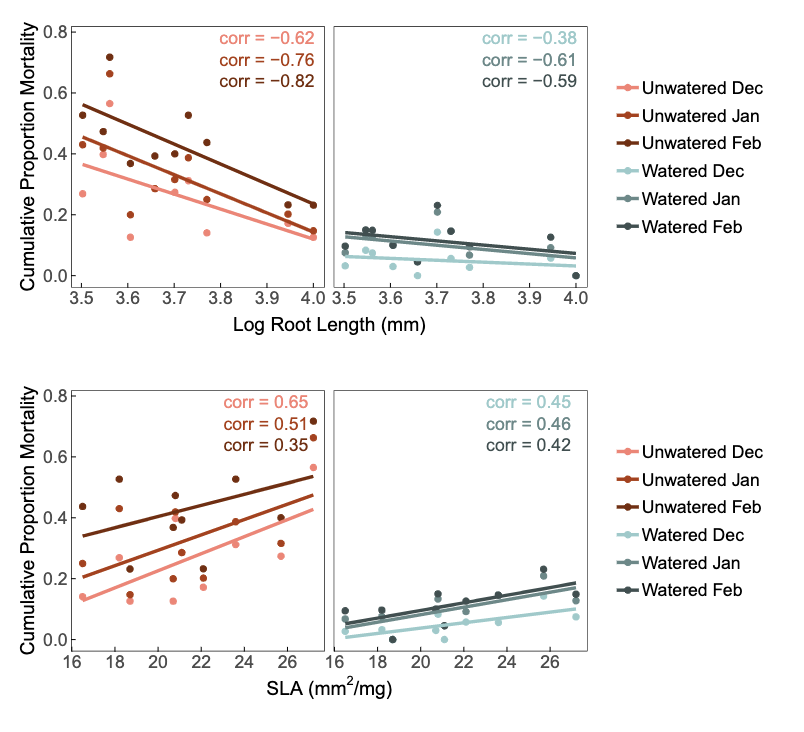 Cumulative Proportion Mortality
0.8
0.6
0.4
0.2
0.0
corr = −0.62
corr = −0.76
corr = −0.82
corr = −0.38
corr = −0.61
corr = −0.59
3.5 3.6 3.7 3.8 3.9 4.0
3.5 3.6 3.7 3.8 3.9 4.0
Log Root Length (mm)
Unwatered Dec
Unwatered Jan
Unwatered Feb
Watered Dec
Watered Jan
Watered Feb
Cumulative Proportion Mortality
0.8
0.6
0.4
0.2
0.0
corr = 0.65
corr = 0.51
corr = 0.35
corr = 0.45
corr = 0.46
corr = 0.42
16 18 20 22 24 26
16 18 20 22 24 26
SLA (mm²/mg)
Unwatered Dec
Unwatered Jan
Unwatered Feb
Watered Dec
Watered Jan
Watered Feb